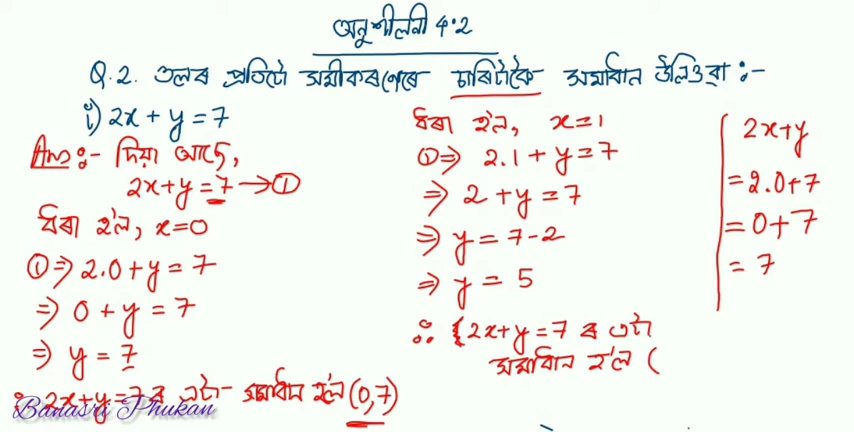 অনুশীলনী 4.2
Q.2. তলৰ প্ৰতিটো সমীকৰণৰে চাৰিটাকৈ সমাধান উলিওৱা :-
i) 2x + y = 7
Ans :- দিয়া আছে,
2x+y = 7 → ①
ধৰা হ'ল, x=0
① ⇒ 2.0+y = 7
⇒ 0 + y = 7
⇒ y = 7
∴ 2x+y=7 ৰ এটা সমাধান হ'ল (0,7)
ধৰা হ'ল, x=1
① ⇒ 2.1 + y = 7
⇒ 2 + y = 7
⇒ y = 7-2
⇒ y = 5
∴ 2x+y=7 ৰ এটা
সমাধান হ'ল (
2x+y
= 2.0+7
= 0+7
= 7
Banasri Phukan